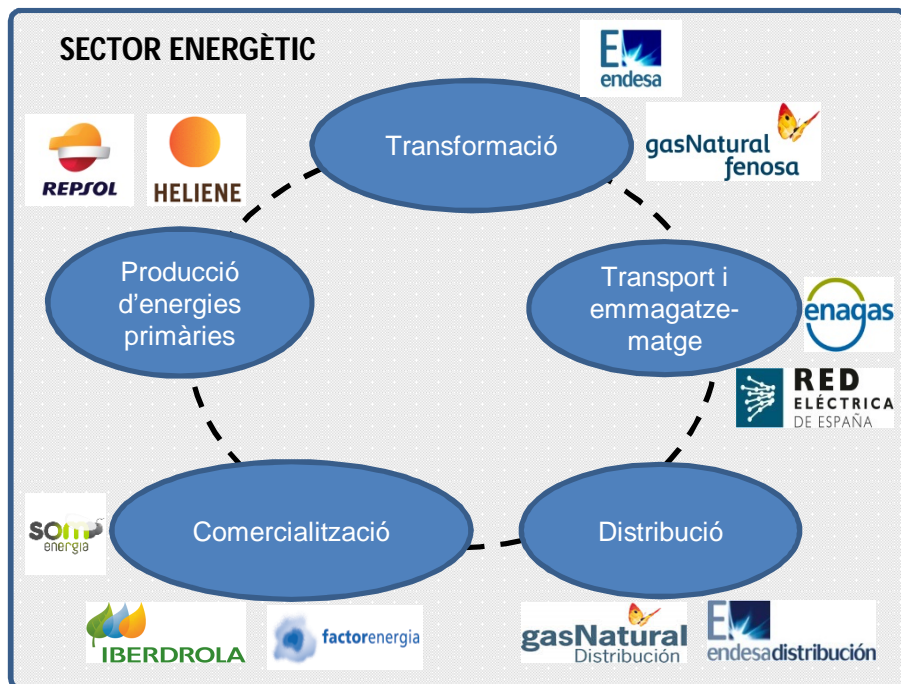 SECTOR ENERGÈTIC
endesa
Transformació
gasNatural
fenosa
REPSOL
HELIENE
Producció
d'energies
primàries
Transport i
emmagatze-
matge
enagas
RED
ELÉCTRICA
DE ESPAÑA
som
energia
Comercialització
Distribució
IBERDROLA
factorenergia
gasNatural
Distribución
endesadistribución